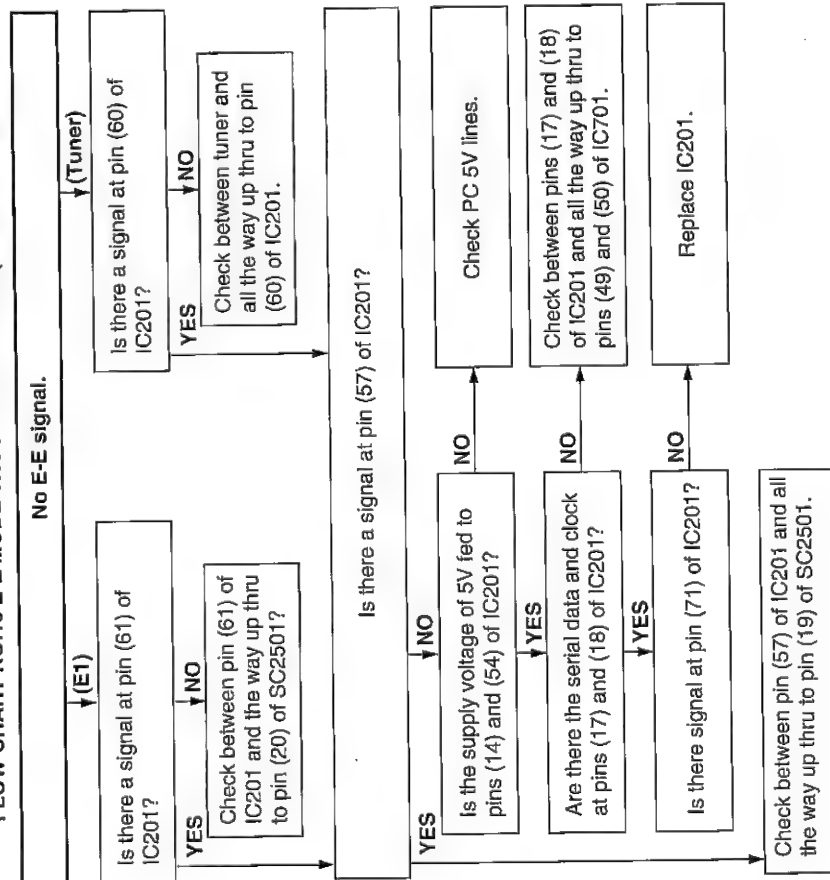 No E-E signal.
(E1)
(Tuner)
Is there a signal at pin (61) of
IC201?
Is there a signal at pin (60) of
IC201?
YES
NO
YES
NO
Check between pin (61) of
IC201 and the way up thru
to pin (20) of SC2501?
Check between tuner and
all the way up thru to pin
(60) of IC201.
Is there a signal at pin (57) of IC201?
YES
NO
Is the supply voltage of 5V fed to
pins (14) and (54) of IC201?
NO
Check PC 5V lines.
YES
Are there the serial data and clock
at pins (17) and (18) of IC201?
NO
Check between pins (17) and (18)
of IC201 and all the way up thru to
pins (49) and (50) of IC701.
YES
Is there signal at pin (71) of IC201?
NO
Replace IC201.
Check between pin (57) of IC201 and all
the way up thru to pin (19) of SC2501.